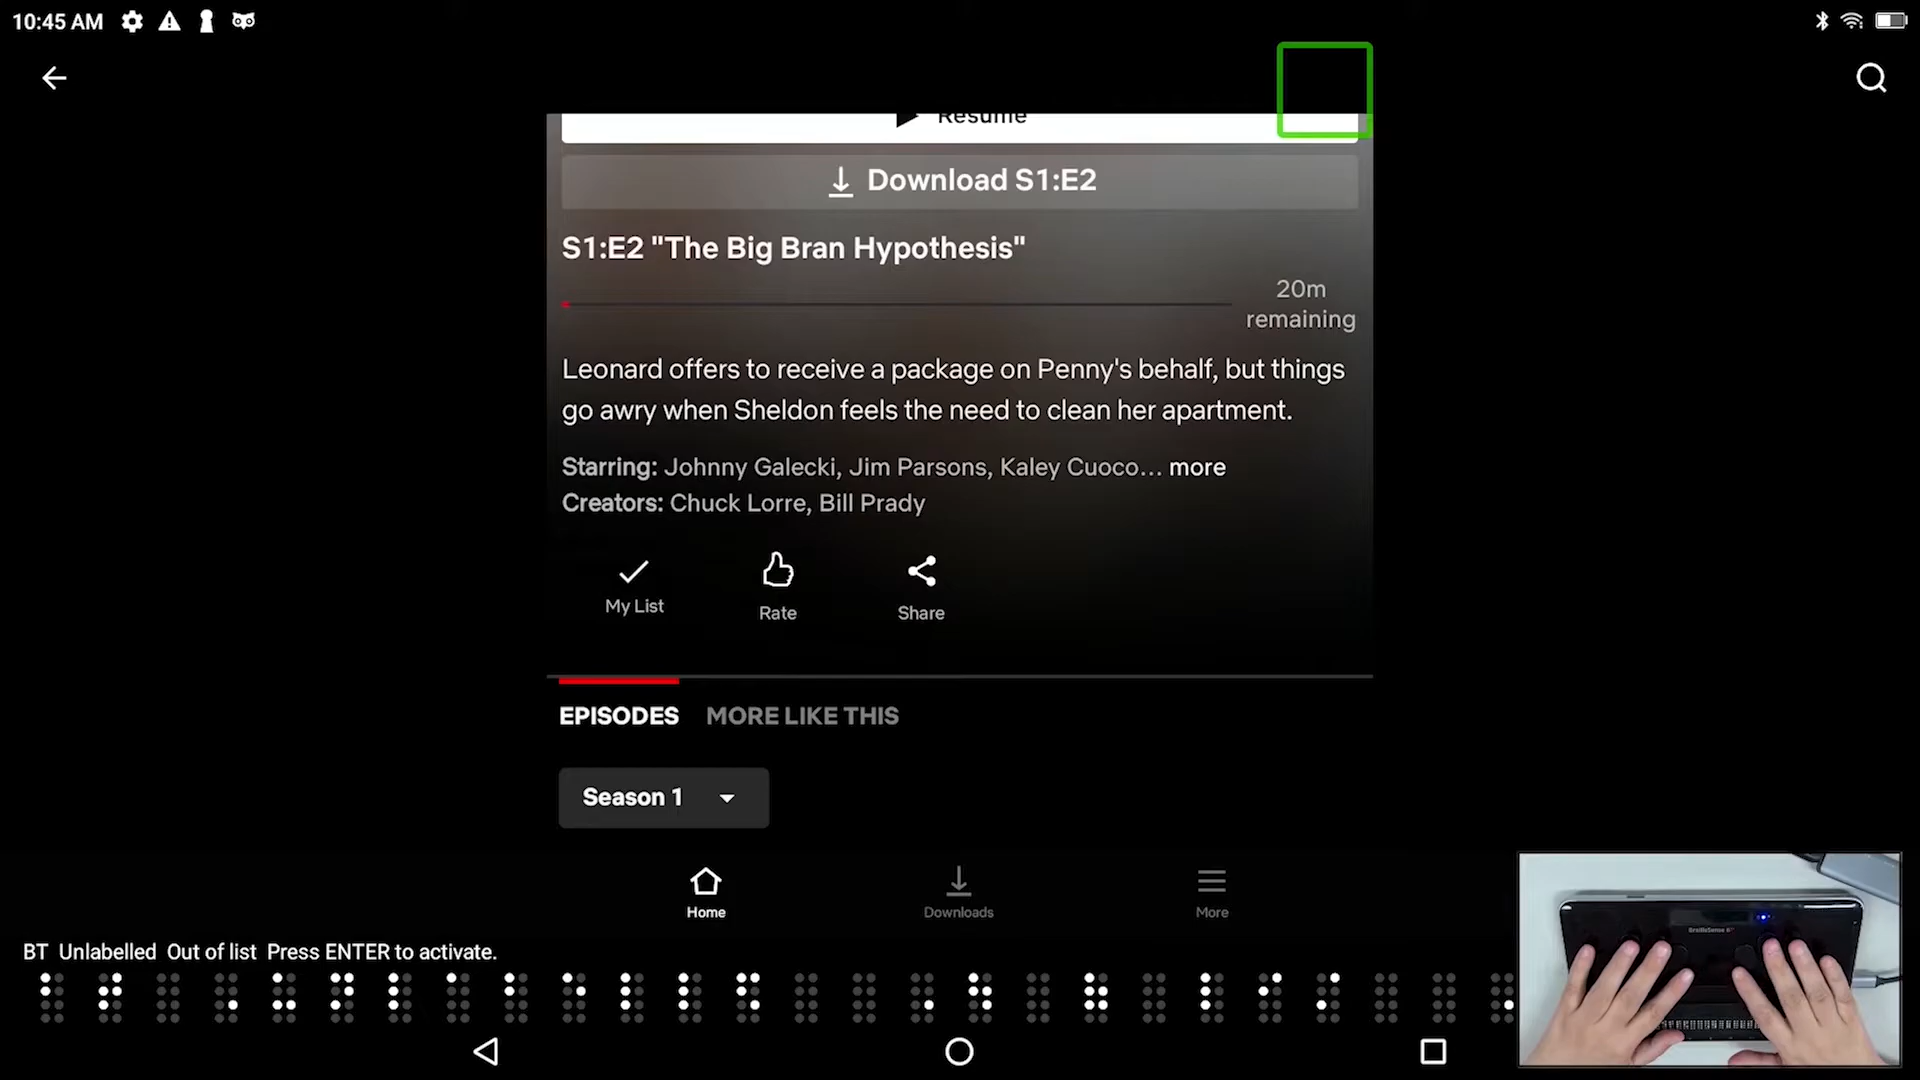 10:45 AM
Resume
Download S1:E2
S1:E2 "The Big Bran Hypothesis"
20m
remaining
Leonard offers to receive a package on Penny's behalf, but things
go awry when Sheldon feels the need to clean her apartment.
Starring: Johnny Galecki, Jim Parsons, Kaley Cuoco... more
Creators: Chuck Lorre, Bill Prady
My List
Rate
Share
EPISODES MORE LIKE THIS
Season 1
Home
Downloads
More
BT Unlabelled Out of list Press ENTER to activate.